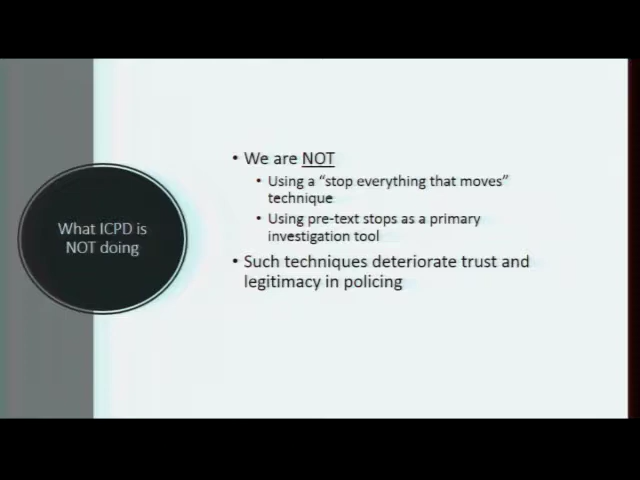 What ICPD is
NOT doing
• We are NOT
• Using a “stop everything that moves”
technique
• Using pre-text stops as a primary
investigation tool
• Such techniques deteriorate trust and
legitimacy in policing